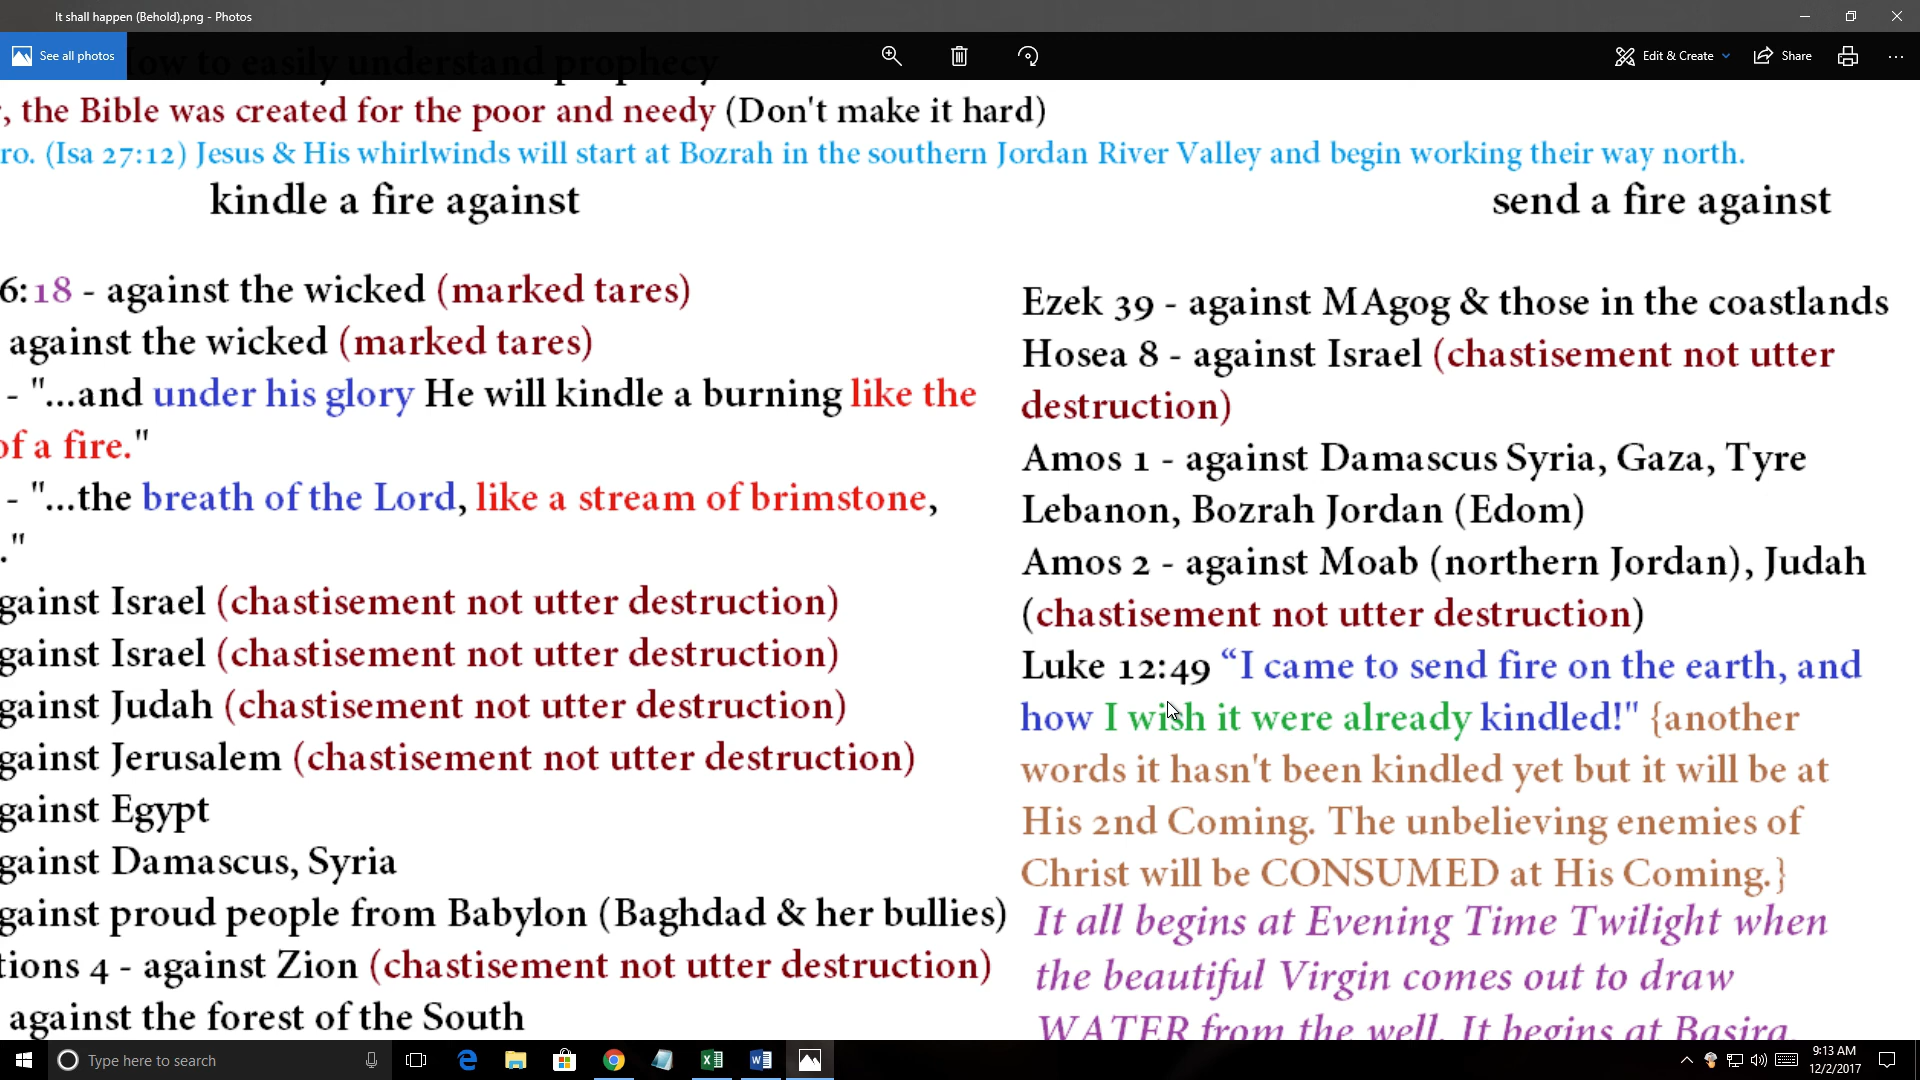 It shall happen (Behold).png - Photos
See all photos
how to easily understand prophecy
Edit & Create
Share
, the Bible was created for the poor and needy (Don't make it hard)
ro. (Isa 27:12) Jesus & His whirlwinds will start at Bozrah in the southern Jordan River Valley and begin working their way north.
kindle a fire against
send a fire against
6:18 - against the wicked (marked tares)
against the wicked (marked tares)
- "...and under his glory He will kindle a burning like the
of a fire."
- "...the breath of the Lord, like a stream of brimstone,
."
gainst Israel (chastisement not utter destruction)
gainst Israel (chastisement not utter destruction)
gainst Judah (chastisement not utter destruction)
gainst Jerusalem (chastisement not utter destruction)
gainst Egypt
gainst Damascus, Syria
gainst proud people from Babylon (Baghdad & her bullies)
tions 4 - against Zion (chastisement not utter destruction)
against the forest of the South
Ezek 39 - against MAgog & those in the coastlands
Hosea 8 - against Israel (chastisement not utter
destruction)
Amos 1 - against Damascus Syria, Gaza, Tyre
Lebanon, Bozrah Jordan (Edom)
Amos 2 - against Moab (northern Jordan), Judah
(chastisement not utter destruction)
Luke 12:49 “I came to send fire on the earth, and
how I wish it were already kindled!" {another
words it hasn't been kindled yet but it will be at
His 2nd Coming. The unbelieving enemies of
Christ will be CONSUMED at His Coming.}
It all begins at Evening Time Twilight when
the beautiful Virgin comes out to draw
WATER from the well. It begins at Basira,
Type here to search
9:13 AM
12/2/2017